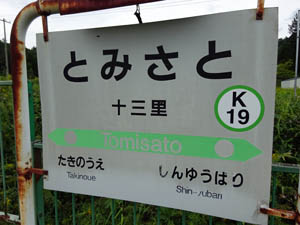 とみさと
十三里
K
19
Tomisato
たきのうえ
しんゆうばり
Takinoue
Shin-yubari